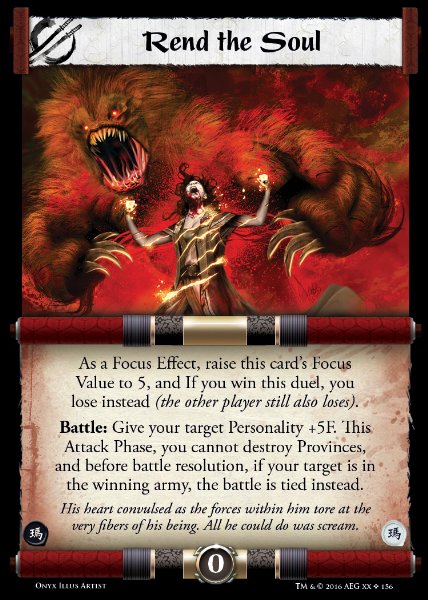 Rend the Soul
As a Focus Effect, raise this card's Focus
Value to 5, and If you win this duel, you
lose instead (the other player still also loses).
Battle: Give your target Personality +5F. This
Attack Phase, you cannot destroy Provinces,
and before battle resolution, if your target is in
the winning army, the battle is tied instead.
His heart convulsed as the forces within him tore at the
very fibers of his being. All he could do was scream.
瑪
瑪
0
Onyx Illus Artist
TM & © 2016 AEG XX ❖ 156